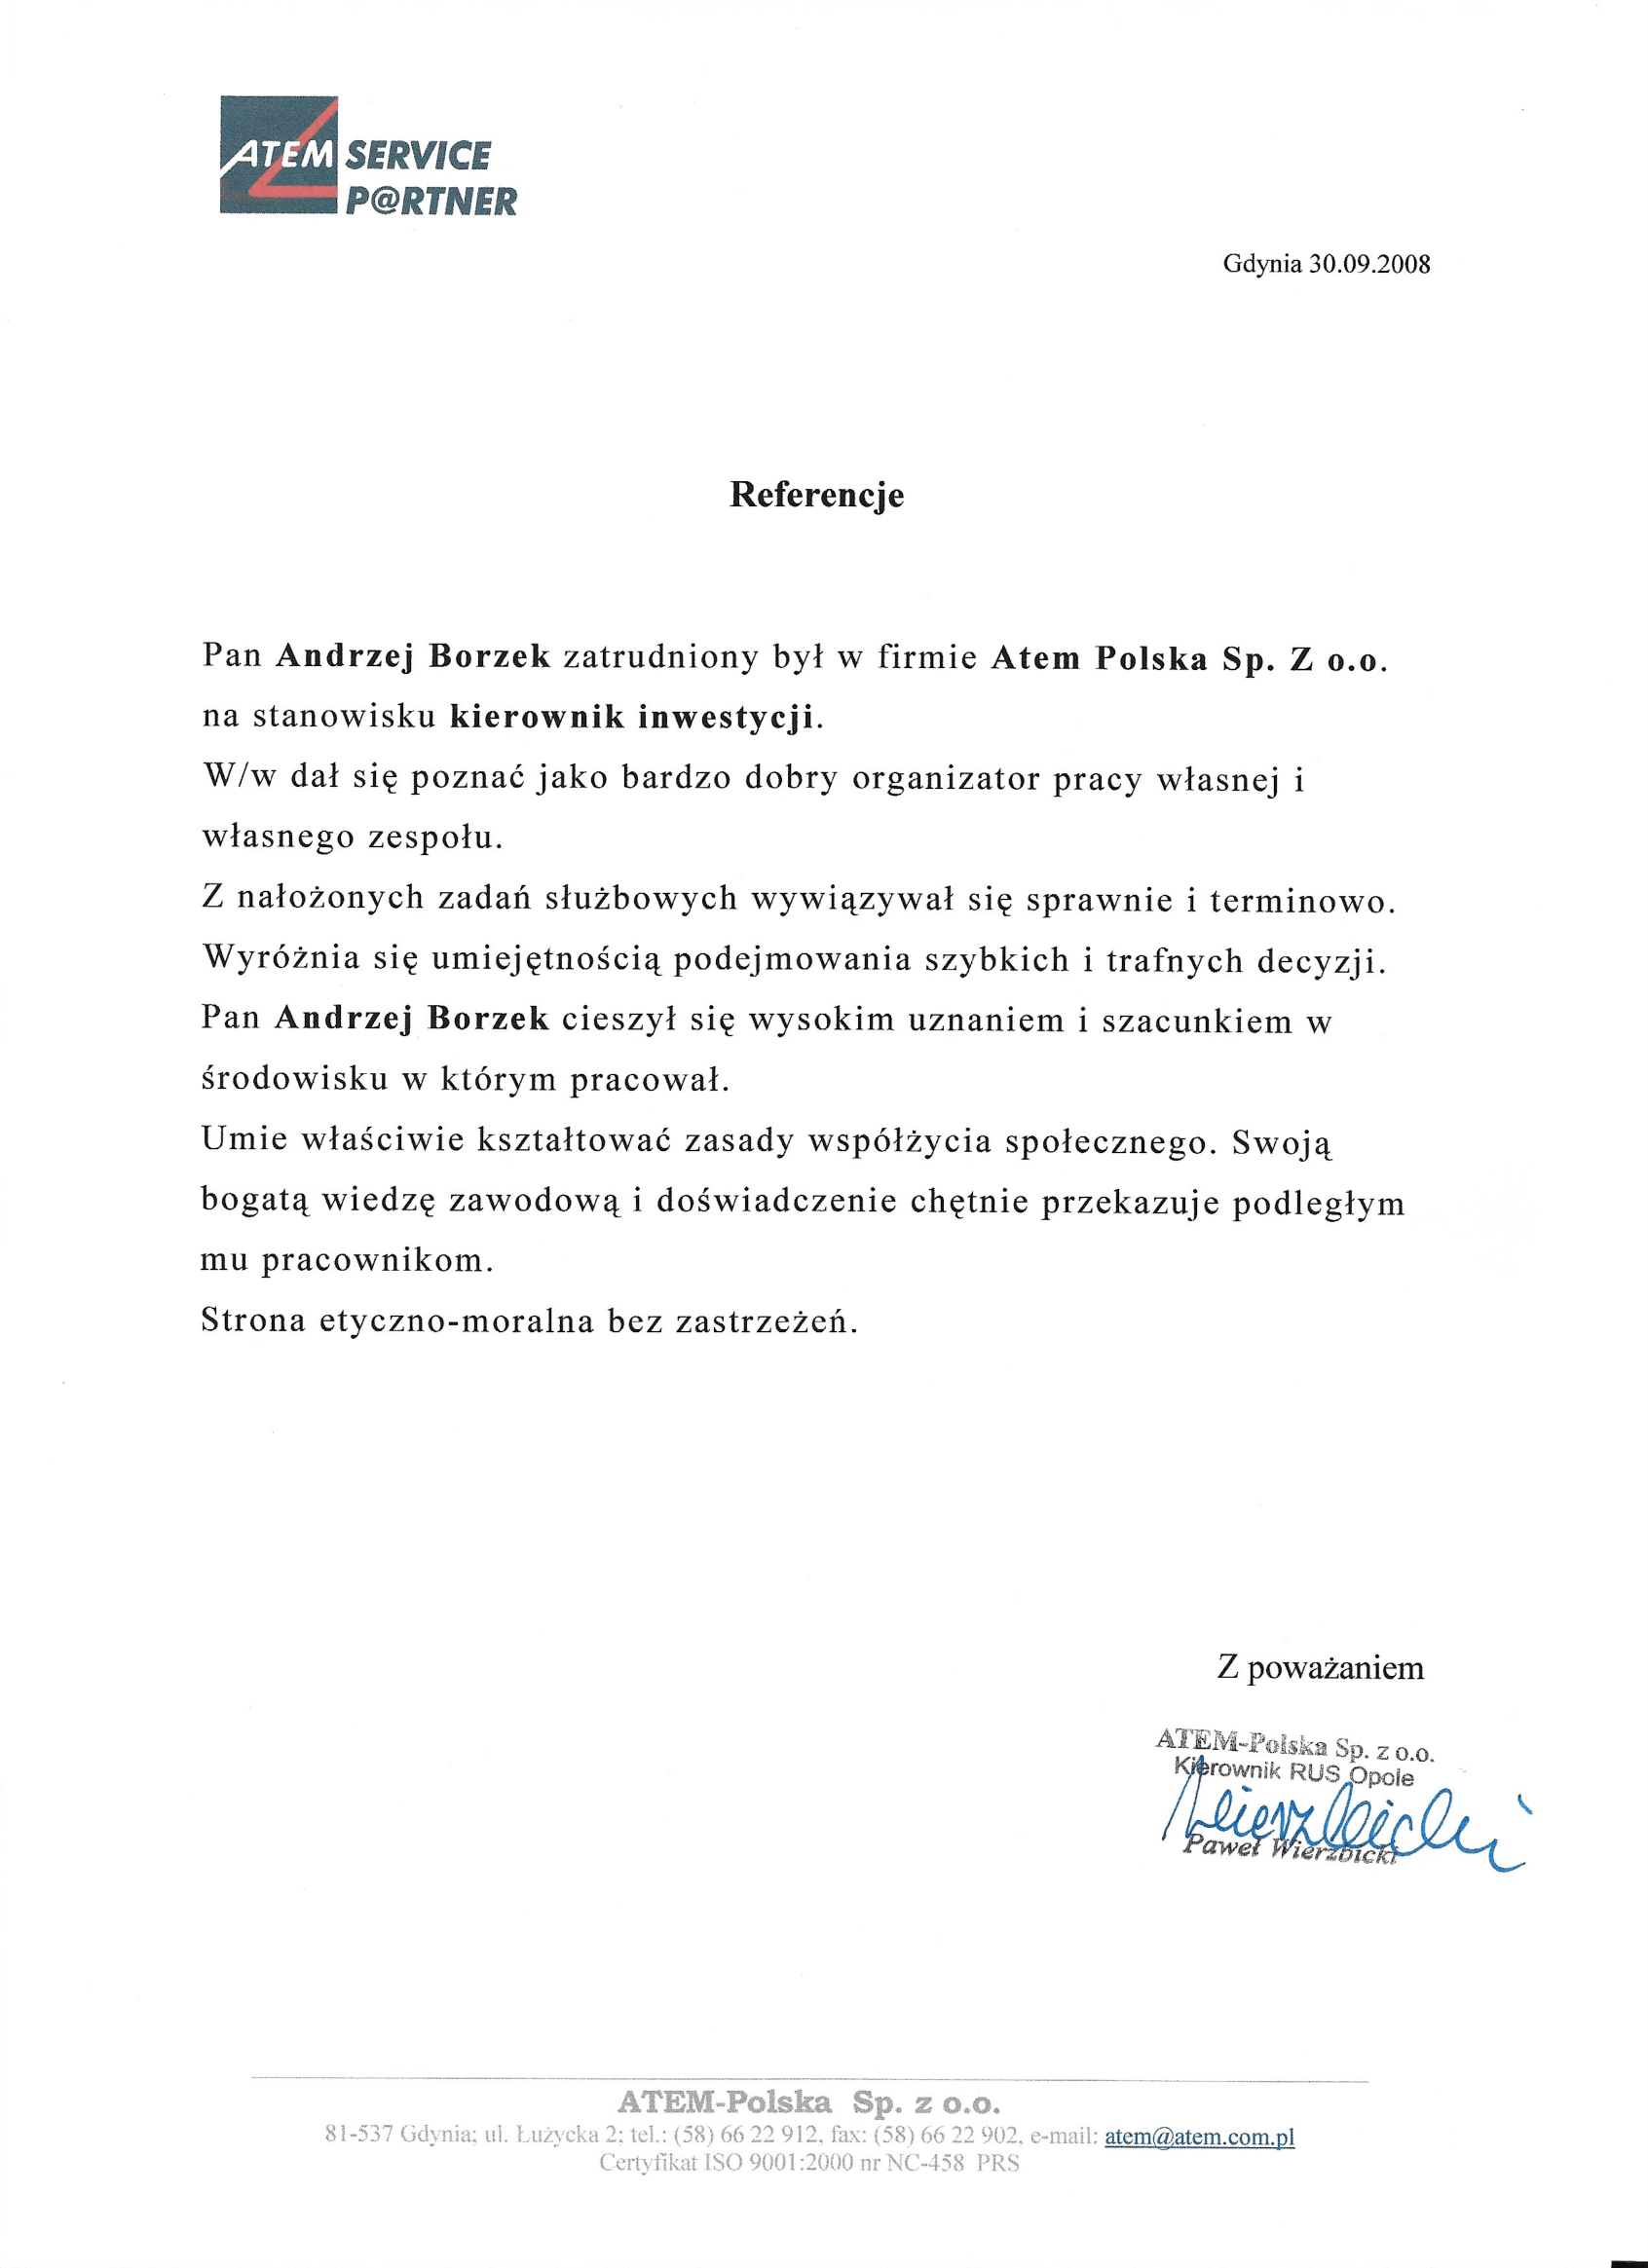 ATEM SERVICE
P@RTNER
Gdynia 30.09.2008
Referencje
Pan Andrzej Borzek zatrudniony był w firmie Atem Polska Sp. Z o.o.
na stanowisku kierownik inwestycji.
W/w dał się poznać jako bardzo dobry organizator pracy własnej i
własnego zespołu.
Z nałożonych zadań służbowych wywiązywał się sprawnie i terminowo.
Wyróżnia się umiejętnością podejmowania szybkich i trafnych decyzji.
Pan Andrzej Borzek cieszył się wysokim uznaniem i szacunkiem w
środowisku w którym pracował.
Umie właściwie kształtować zasady współżycia społecznego. Swoją
bogatą wiedzę zawodową i doświadczenie chętnie przekazuje podległym
mu pracownikom.
Strona etyczno-moralna bez zastrzeżeń.
Z poważaniem
ATEM-Polska Sp. z o.o.
Kierownik RUS Opole
Wierzbicki
Paweł Wierzbicki
ATEM-Polska Sp. z o.o.
81-537 Gdynia; ul. Łużycka 2; tel.: (58) 66 22 912, fax: (58) 66 22 902, e-mail: atem@atem.com.pl
Certyfikat ISO 9001:2000 nr NC-458 PRS